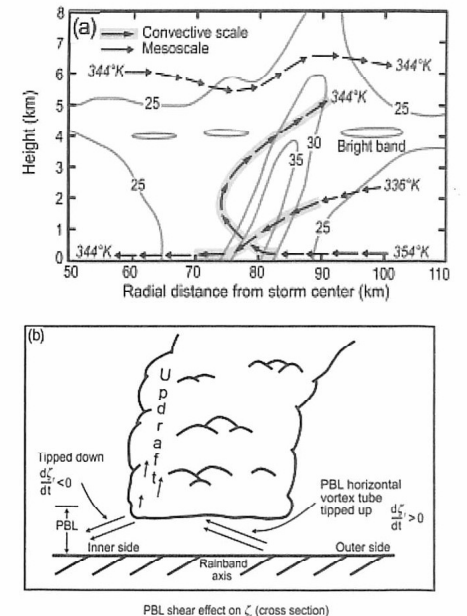 (a)
Convective scale
Mesoscale
8
7
6
5
4
3
2
1
0
Height (km)
344°K
344°K
25
25
344°K
30
35
Bright band
25
336°K
25
344°K
354°K
50 60 70 80 90 100 110
Radial distance from storm center (km)
(b)
Updraft
Tipped down
dζr/dt <0
PBL
PBL horizontal
vortex tube
tipped up
dζr/dt >0
Inner side
Rainband
axis
Outer side
PBL shear effect on ζ (cross section)